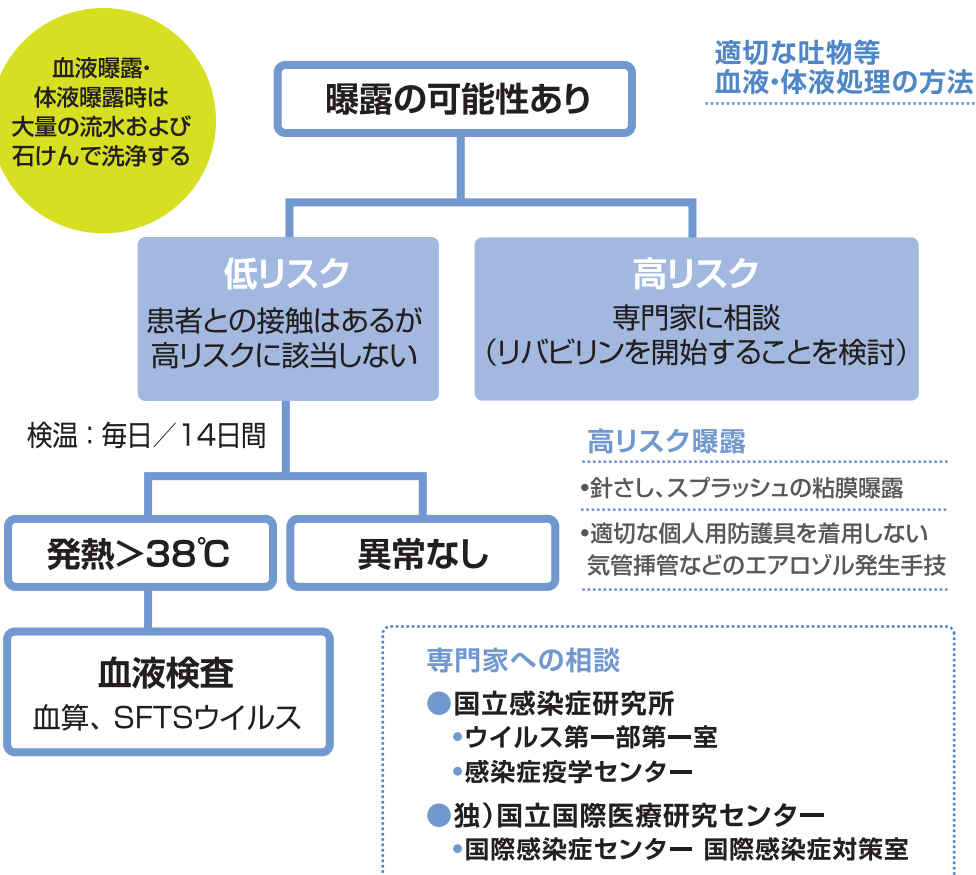 血液曝露・
体液曝露時は
大量の流水および
石けんで洗浄する
曝露の可能性あり
適切な吐物等
血液・体液処理の方法
低リスク
患者との接触はあるが
高リスクに該当しない
高リスク
専門家に相談
（リバビリンを開始することを検討）
検温：毎日／14日間
発熱＞38℃
異常なし
血液検査
血算、SFTSウイルス
高リスク曝露
•針さし、スプラッシュの粘膜曝露
•適切な個人用防護具を着用しない
気管挿管などのエアロゾル発生手技
専門家への相談
●国立感染症研究所
•ウイルス第一部第一室
•感染症疫学センター
●独）国立国際医療研究センター
•国際感染症センター 国際感染症対策室